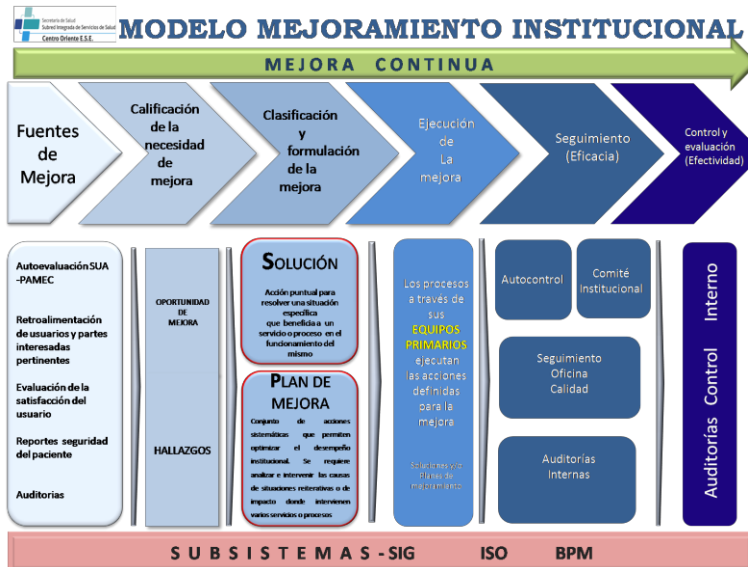 Secretaría de Salud
Subred Integrada de Servicios de Salud
Centro Oriente E.S.E.
MODELO MEJORAMIENTO INSTITUCIONAL
MEJORA CONTINUA
Fuentes
de
Mejora
Calificación
de la
necesidad
de
mejora
Clasificación
y
formulación
de la
mejora
Ejecución
de
La
mejora
Seguimiento
(Eficacia)
Control y
evaluación
(Efectividad)
Autoevaluación SUA
-PAMEC
Retroalimentación
de usuarios y partes
interesadas
pertinentes
Evaluación de la
satisfacción del
usuario
Reportes seguridad
del paciente
Auditorias
OPORTUNIDAD
DE
MEJORA
HALLAZGOS
SOLUCIÓN
Acción puntual para
resolver una situación
específica
que beneficia a un
servicio o proceso en el
funcionamiento del
mismo
PLAN DE
MEJORA
Conjunto de acciones
sistemáticas que permiten
optimizar el desempeño
institucional. Se requiere
analizar e intervenir las causas
de situaciones reiterativas o de
impacto donde intervienen
varios servicios o procesos
Los procesos
a través de
sus
EQUIPOS
PRIMARIOS,
ejecutan
las acciones
definidas
para la
mejora
Soluciones y/o
Planes de
mejoramiento
Autocontrol
Comité
Institucional
Seguimiento
Oficina
Calidad
Auditorías
Internas
Auditorías Control Interno
SUBSISTEMAS - SIG ISO BPM